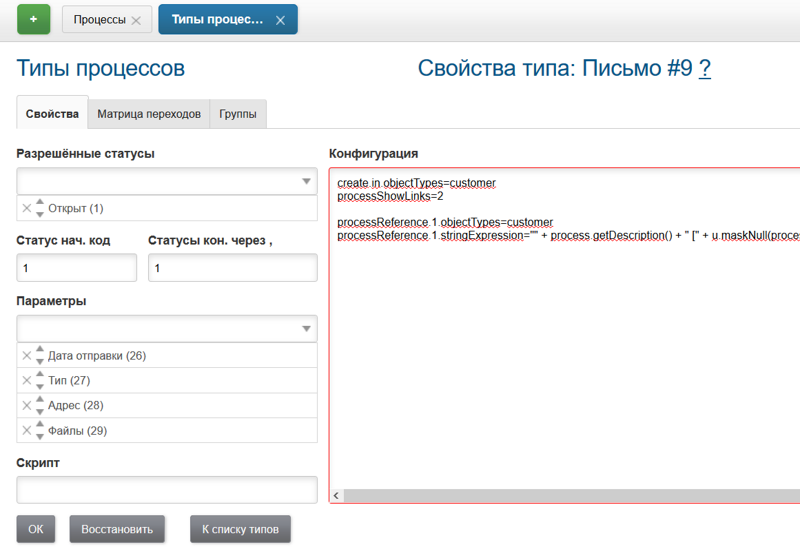 +
Процессы
Типы процес...
Типы процессов
Свойства типа: Письмо #9 ?
Свойства
Матрица переходов
Группы
Разрешённые статусы
Открыт (1)
Статус нач. код
Статусы кон. через ,
1
1
Параметры
Дата отправки (26)
Тип (27)
Адрес (28)
Файлы (29)
Скрипт
ОК
Восстановить
К списку типов
Конфигурация
create.in.objectTypes=customer
processShowLinks=2
processReference.1.objectTypes=customer
processReference.1.stringExpression="" + process.getDescription() + " [" + u.maskNull(proce